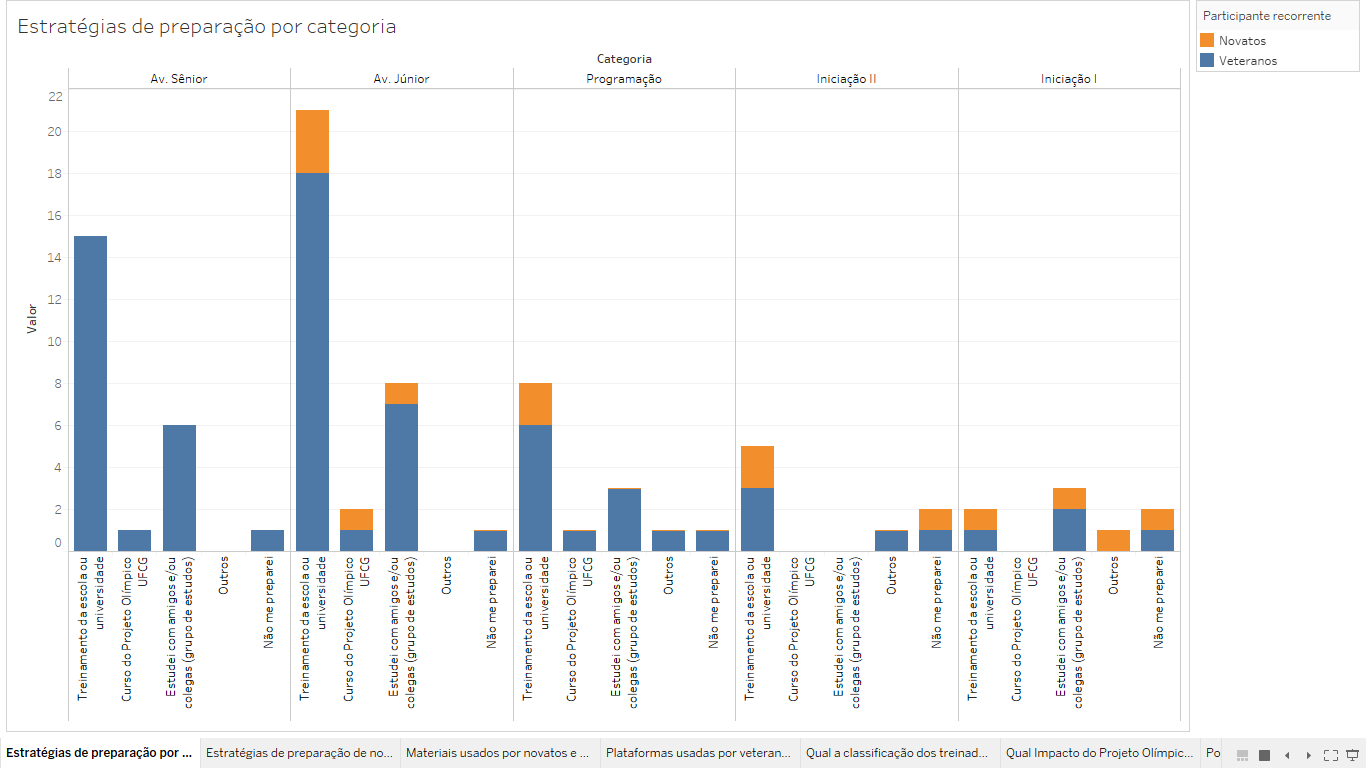 Estratégias de preparação por categoria
Participante recorrente
Novatos
Veteranos
Categoria
Av. Sênior
Av. Júnior
Programação
Iniciação II
Iniciação I
Valor
22
20
18
16
14
12
10
8
6
4
2
0
Treinamento da escola ou
universidade
Curso do Projeto Olímpico
UFCG
Estudei com amigos e/ou
colegas (grupo de estudos)
Outros
Não me preparei
Treinamento da escola ou
universidade
Curso do Projeto Olímpico
UFCG
Estudei com amigos e/ou
colegas (grupo de estudos)
Outros
Não me preparei
Treinamento da escola ou
universidade
Curso do Projeto Olímpico
UFCG
Estudei com amigos e/ou
colegas (grupo de estudos)
Outros
Não me preparei
Treinamento da escola ou
universidade
Curso do Projeto Olímpico
UFCG
Estudei com amigos e/ou
colegas (grupo de estudos)
Outros
Não me preparei
Treinamento da escola ou
universidade
Curso do Projeto Olímpico
UFCG
Estudei com amigos e/ou
colegas (grupo de estudos)
Outros
Não me preparei
Estratégias de preparação por ...
Estratégias de preparação de no...
Materiais usados por novatos e ...
Plataformas usadas por veteran...
Qual a classificação dos treinad...
Qual Impacto do Projeto Olímpic...
Po